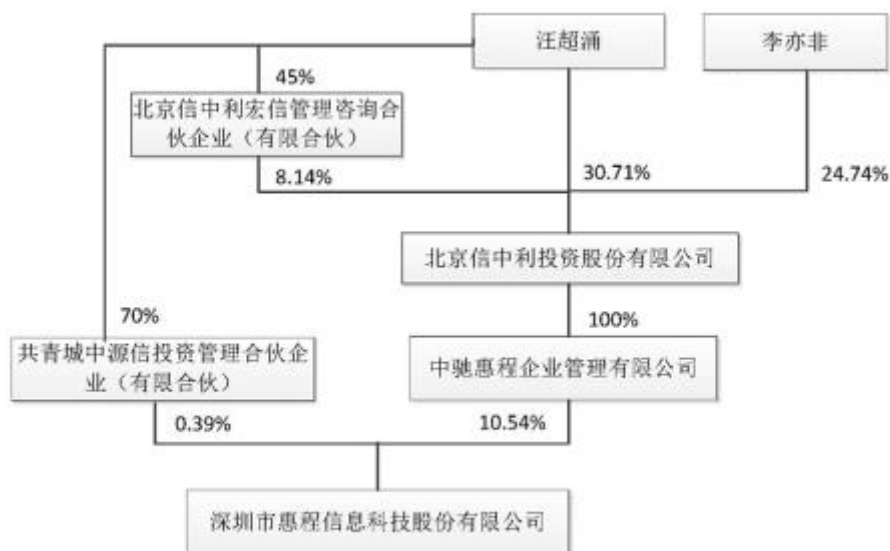 汪超涌
李亦非
45%
北京信中利宏信管理咨询合
伙企业（有限合伙）
8.14%
30.71%
24.74%
北京信中利投资股份有限公司
70%
100%
共青城中源信投资管理合伙企
业（有限合伙）
中驰惠程企业管理有限公司
0.39%
10.54%
深圳市惠程信息科技股份有限公司